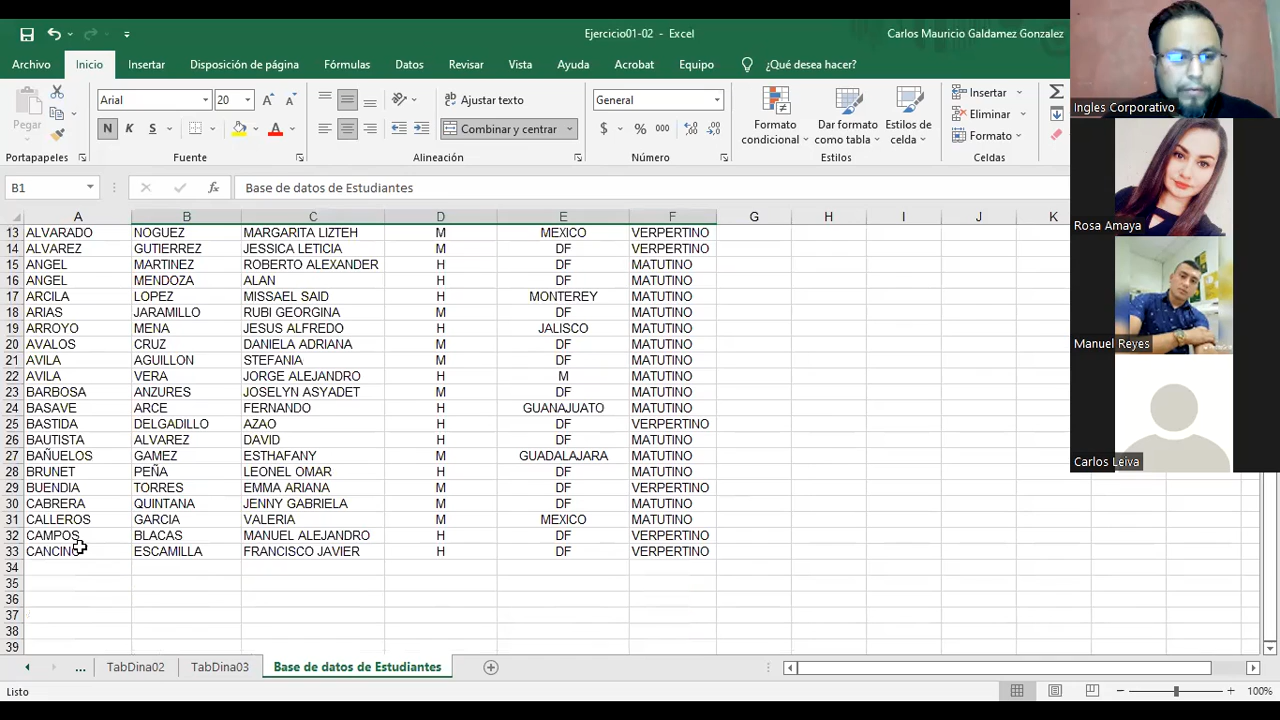 Ejercicio01-02 - Excel
Carlos Mauricio Galdamez Gonzalez
Archivo Inicio Insertar Disposición de página Fórmulas Datos Revisar Vista Ayuda Acrobat Equipo ¿Qué desea hacer?
Pegar
Arial 20 A A
Ajustar texto
General
Insertar
Formato condicional
Dar formato como tabla
Estilos de celda
Eliminar
N K S
Combinar y centrar
$ % 000
Formato
Portapapeles Fuente Alineación Número Estilos Celdas
B1 fx Base de datos de Estudiantes
A B C D E F G H I J K
13 ALVARADO NOGUEZ MARGARITA LIZTEH M MEXICO VERPERTINO
14 ALVAREZ GUTIERREZ JESSICA LETICIA M DF VERPERTINO
15 ANGEL MARTINEZ ROBERTO ALEXANDER H DF MATUTINO
16 ANGEL MENDOZA ALAN H DF MATUTINO
17 ARCILA LOPEZ MISSAEL SAID H MONTEREY MATUTINO
18 ARIAS JARAMILLO RUBI GEORGINA M DF MATUTINO
19 ARROYO MENA JESUS ALFREDO H JALISCO MATUTINO
20 AVALOS CRUZ DANIELA ADRIANA M DF MATUTINO
21 AVILA AGUILLON STEFANIA M DF MATUTINO
22 AVILA VERA JORGE ALEJANDRO H M MATUTINO
23 BARBOSA ANZURES JOSELYN ASYADET M DF MATUTINO
24 BASAVE ARCE FERNANDO H GUANAJUATO MATUTINO
25 BASTIDA DELGADILLO AZAO H DF VERPERTINO
26 BAUTISTA ALVAREZ DAVID H DF MATUTINO
27 BAÑUELOS GAMEZ ESTHAFANY M GUADALAJARA MATUTINO
28 BRUNET PEÑA LEONEL OMAR H DF MATUTINO
29 BUENDIA TORRES EMMA ARIANA M DF VERPERTINO
30 CABRERA QUINTANA JENNY GABRIELA M DF MATUTINO
31 CALLEROS GARCIA VALERIA M MEXICO MATUTINO
32 CAMPOS BLACAS MANUEL ALEJANDRO H DF VERPERTINO
33 CANCINO ESCAMILLA FRANCISCO JAVIER H DF VERPERTINO
34
35
36
37
38
39
... TabDina02 TabDina03 Base de datos de Estudiantes
Listo
100%
Ingles Corporativo
Rosa Amaya
Manuel Reyes
Carlos Leiva